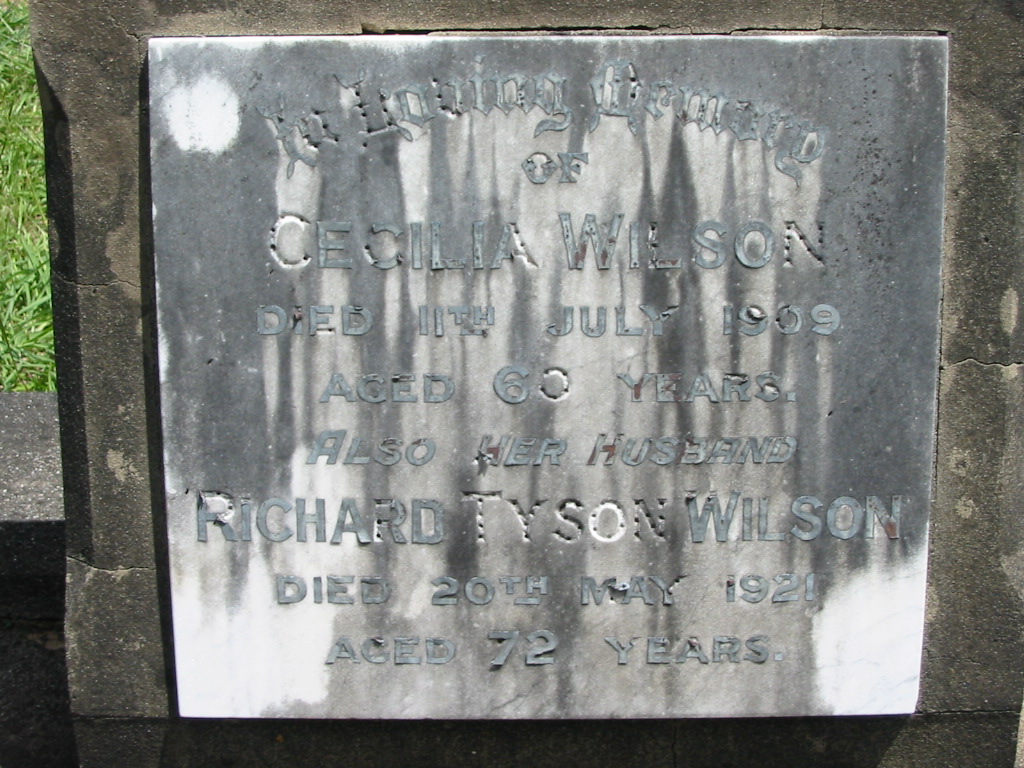 In Loving Memory
OF
CECILIA WILSON
DIED 11TH JULY 1909
AGED 60 YEARS.
ALSO HER HUSBAND
RICHARD TYSON WILSON
DIED 20TH MAY 1921
AGED 72 YEARS.